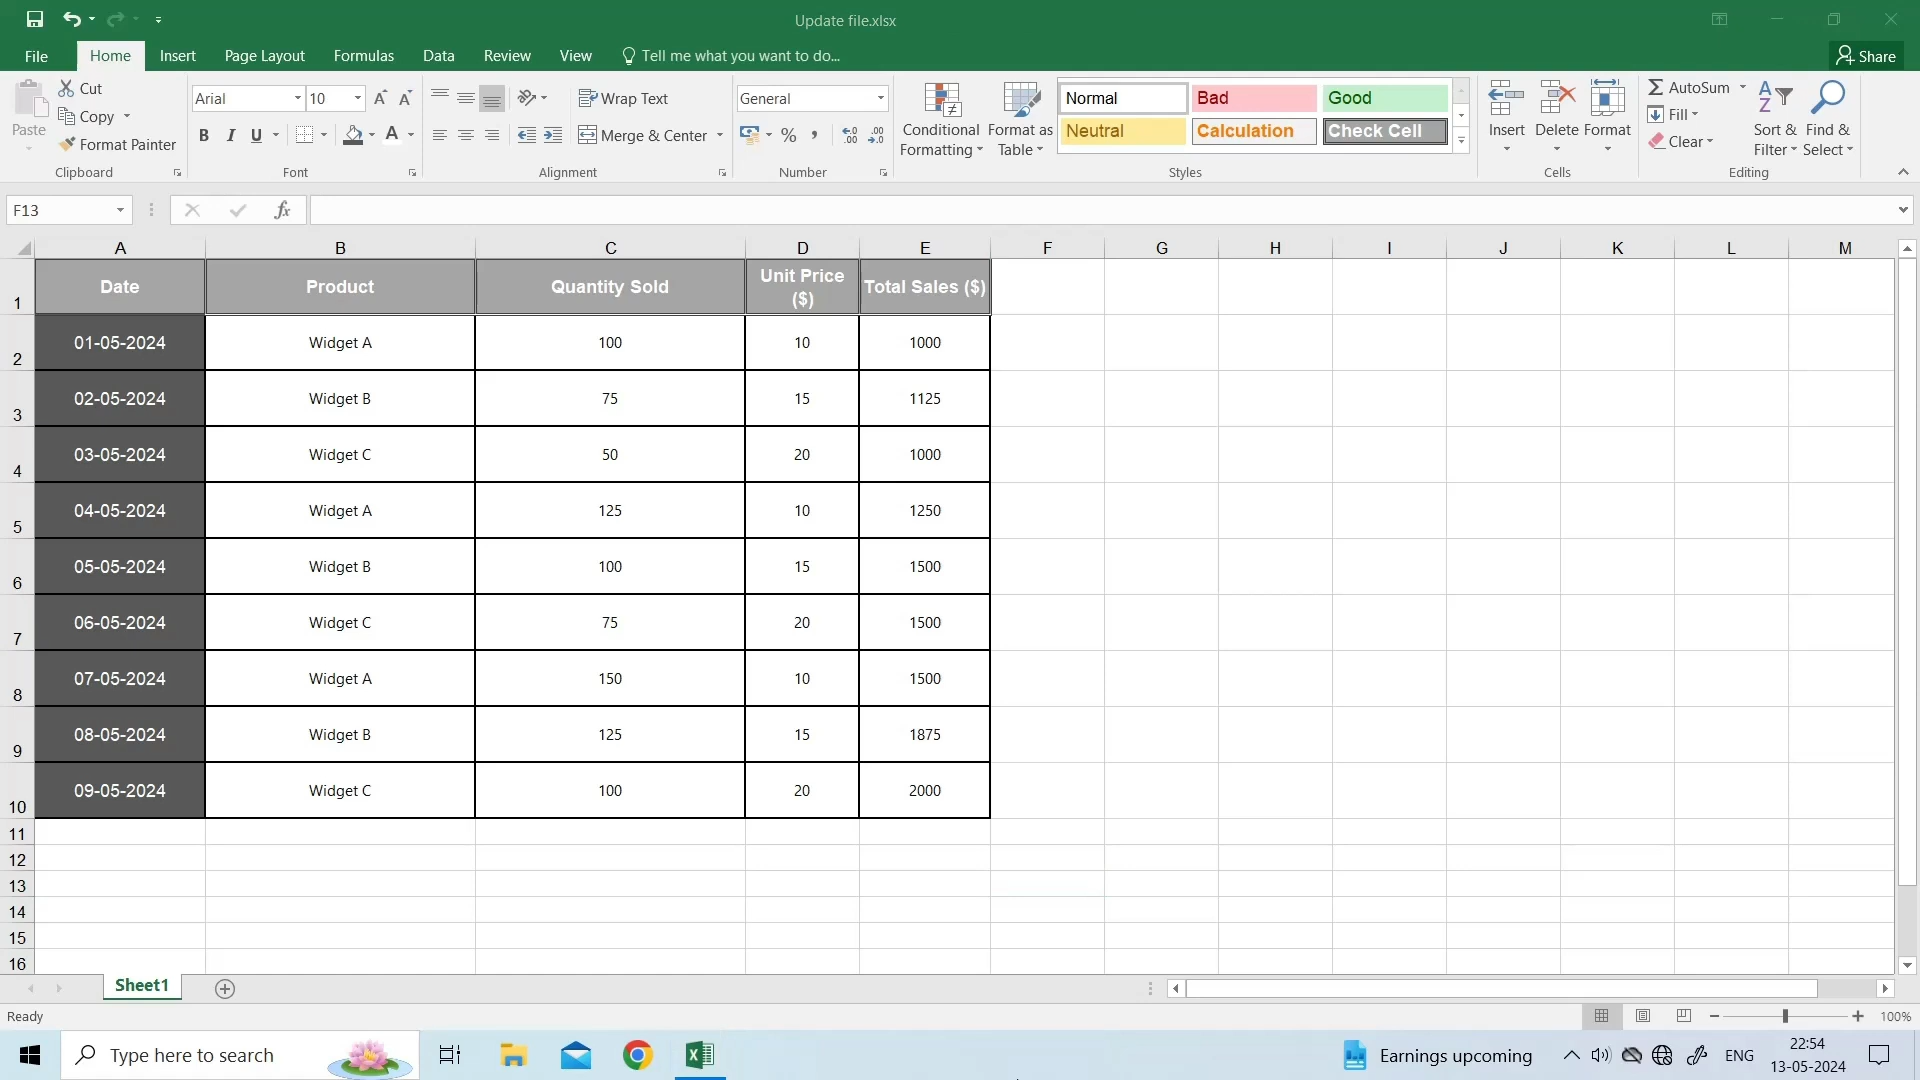 Update file.xlsx
File Home Insert Page Layout Formulas Data Review View Tell me what you want to do... Share
Paste Cut Copy Format Painter Clipboard
Arial 10 A A B I U A Font
Wrap Text Merge & Center Alignment
General % , .00 Number
Conditional Formatting Format as Table
Normal Bad Good
Neutral Calculation Check Cell
Styles
Insert Delete Format Cells
AutoSum Fill Clear Sort & Filter Find & Select Editing
F13 fx
A B C D E F G H I J K L M
1 Date Product Quantity Sold Unit Price ($) Total Sales ($)
2 01-05-2024 Widget A 100 10 1000
3 02-05-2024 Widget B 75 15 1125
4 03-05-2024 Widget C 50 20 1000
5 04-05-2024 Widget A 125 10 1250
6 05-05-2024 Widget B 100 15 1500
7 06-05-2024 Widget C 75 20 1500
8 07-05-2024 Widget A 150 10 1500
9 08-05-2024 Widget B 125 15 1875
10 09-05-2024 Widget C 100 20 2000
11
12
13
14
15
16
Sheet1
Ready 100%
Type here to search Earnings upcoming ENG 22:54
13-05-2024